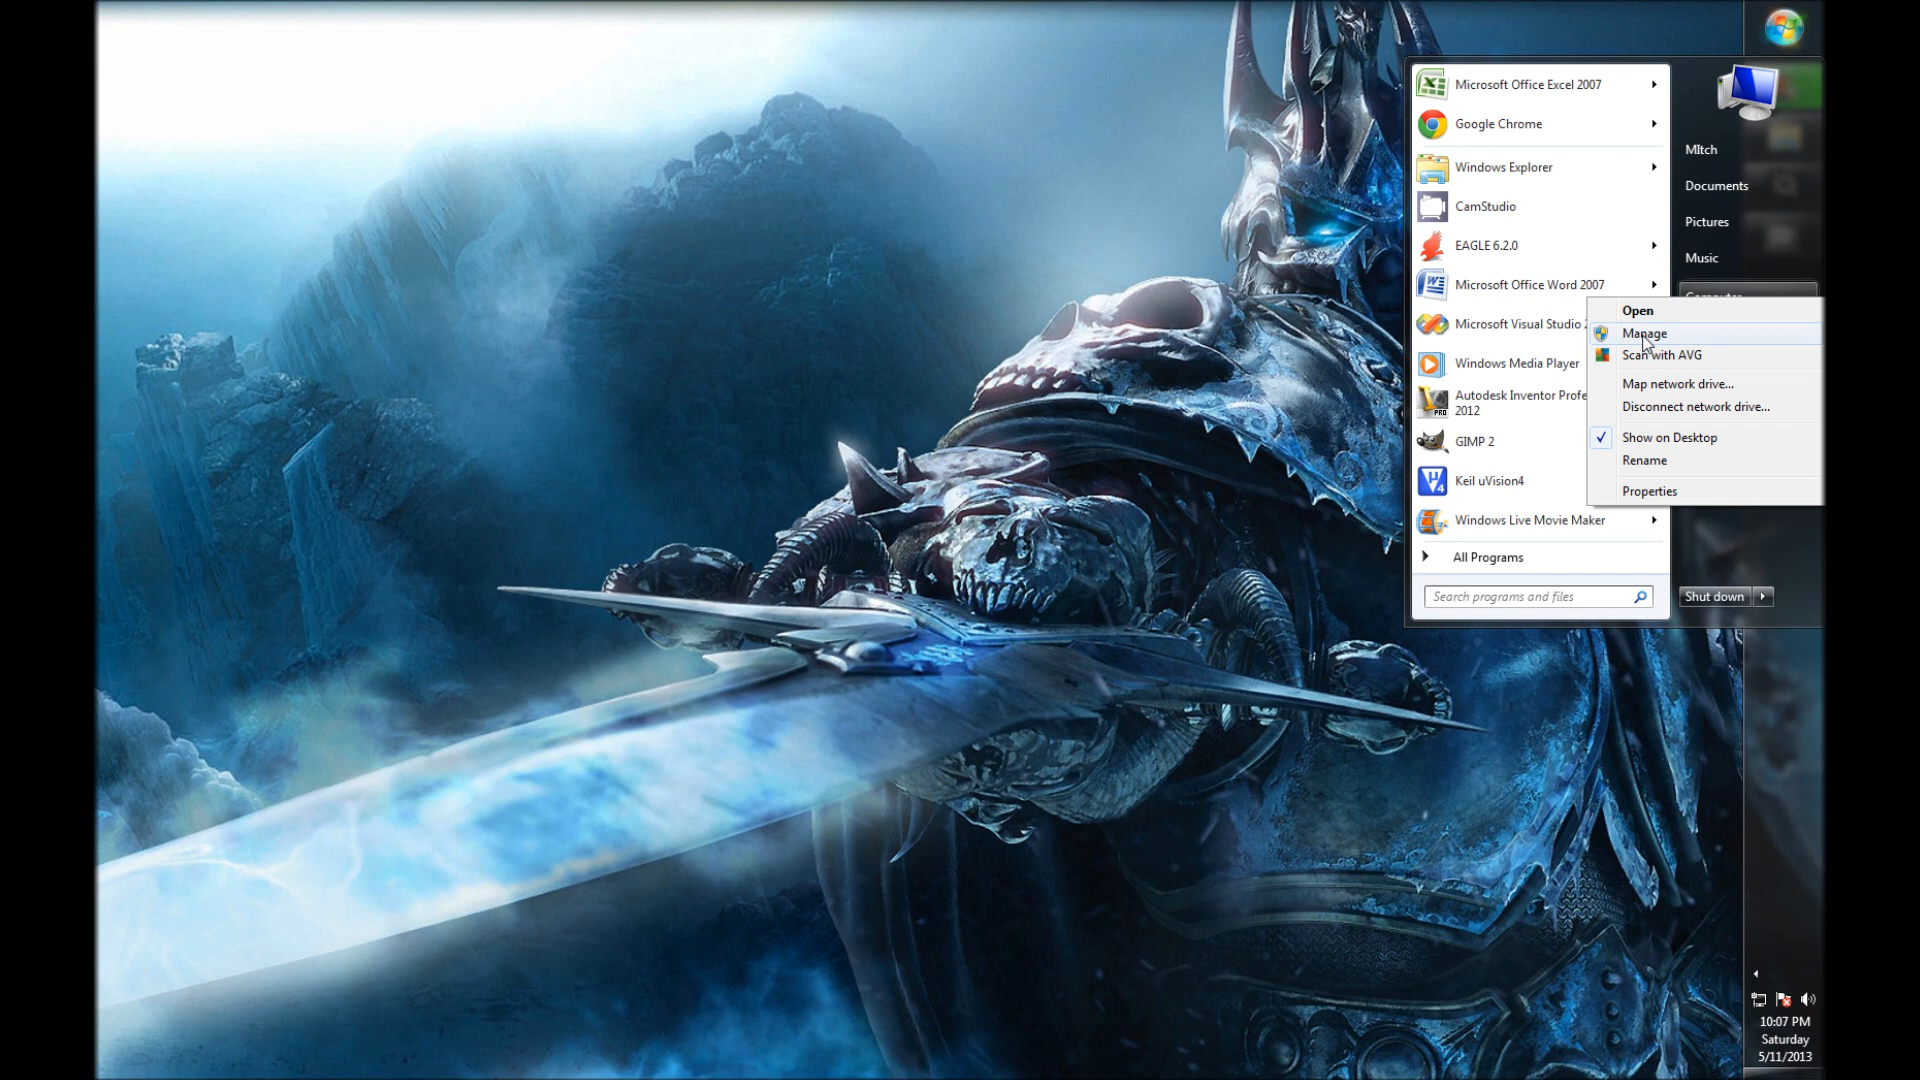 Microsoft Office Excel 2007
Google Chrome
Windows Explorer
CamStudio
EAGLE 6.2.0
Microsoft Office Word 2007
Microsoft Visual Studio
Windows Media Player
Autodesk Inventor Profe
2012
GIMP 2
Keil uVision4
Windows Live Movie Maker
All Programs
Search programs and files
MItch
Documents
Pictures
Music
Computer
Open
Manage
Scan with AVG
Map network drive...
Disconnect network drive...
Show on Desktop
Rename
Properties
Shut down
10:07 PM
Saturday
5/11/2013